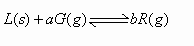 L(s) + aG(g) ⇌ bR(g)